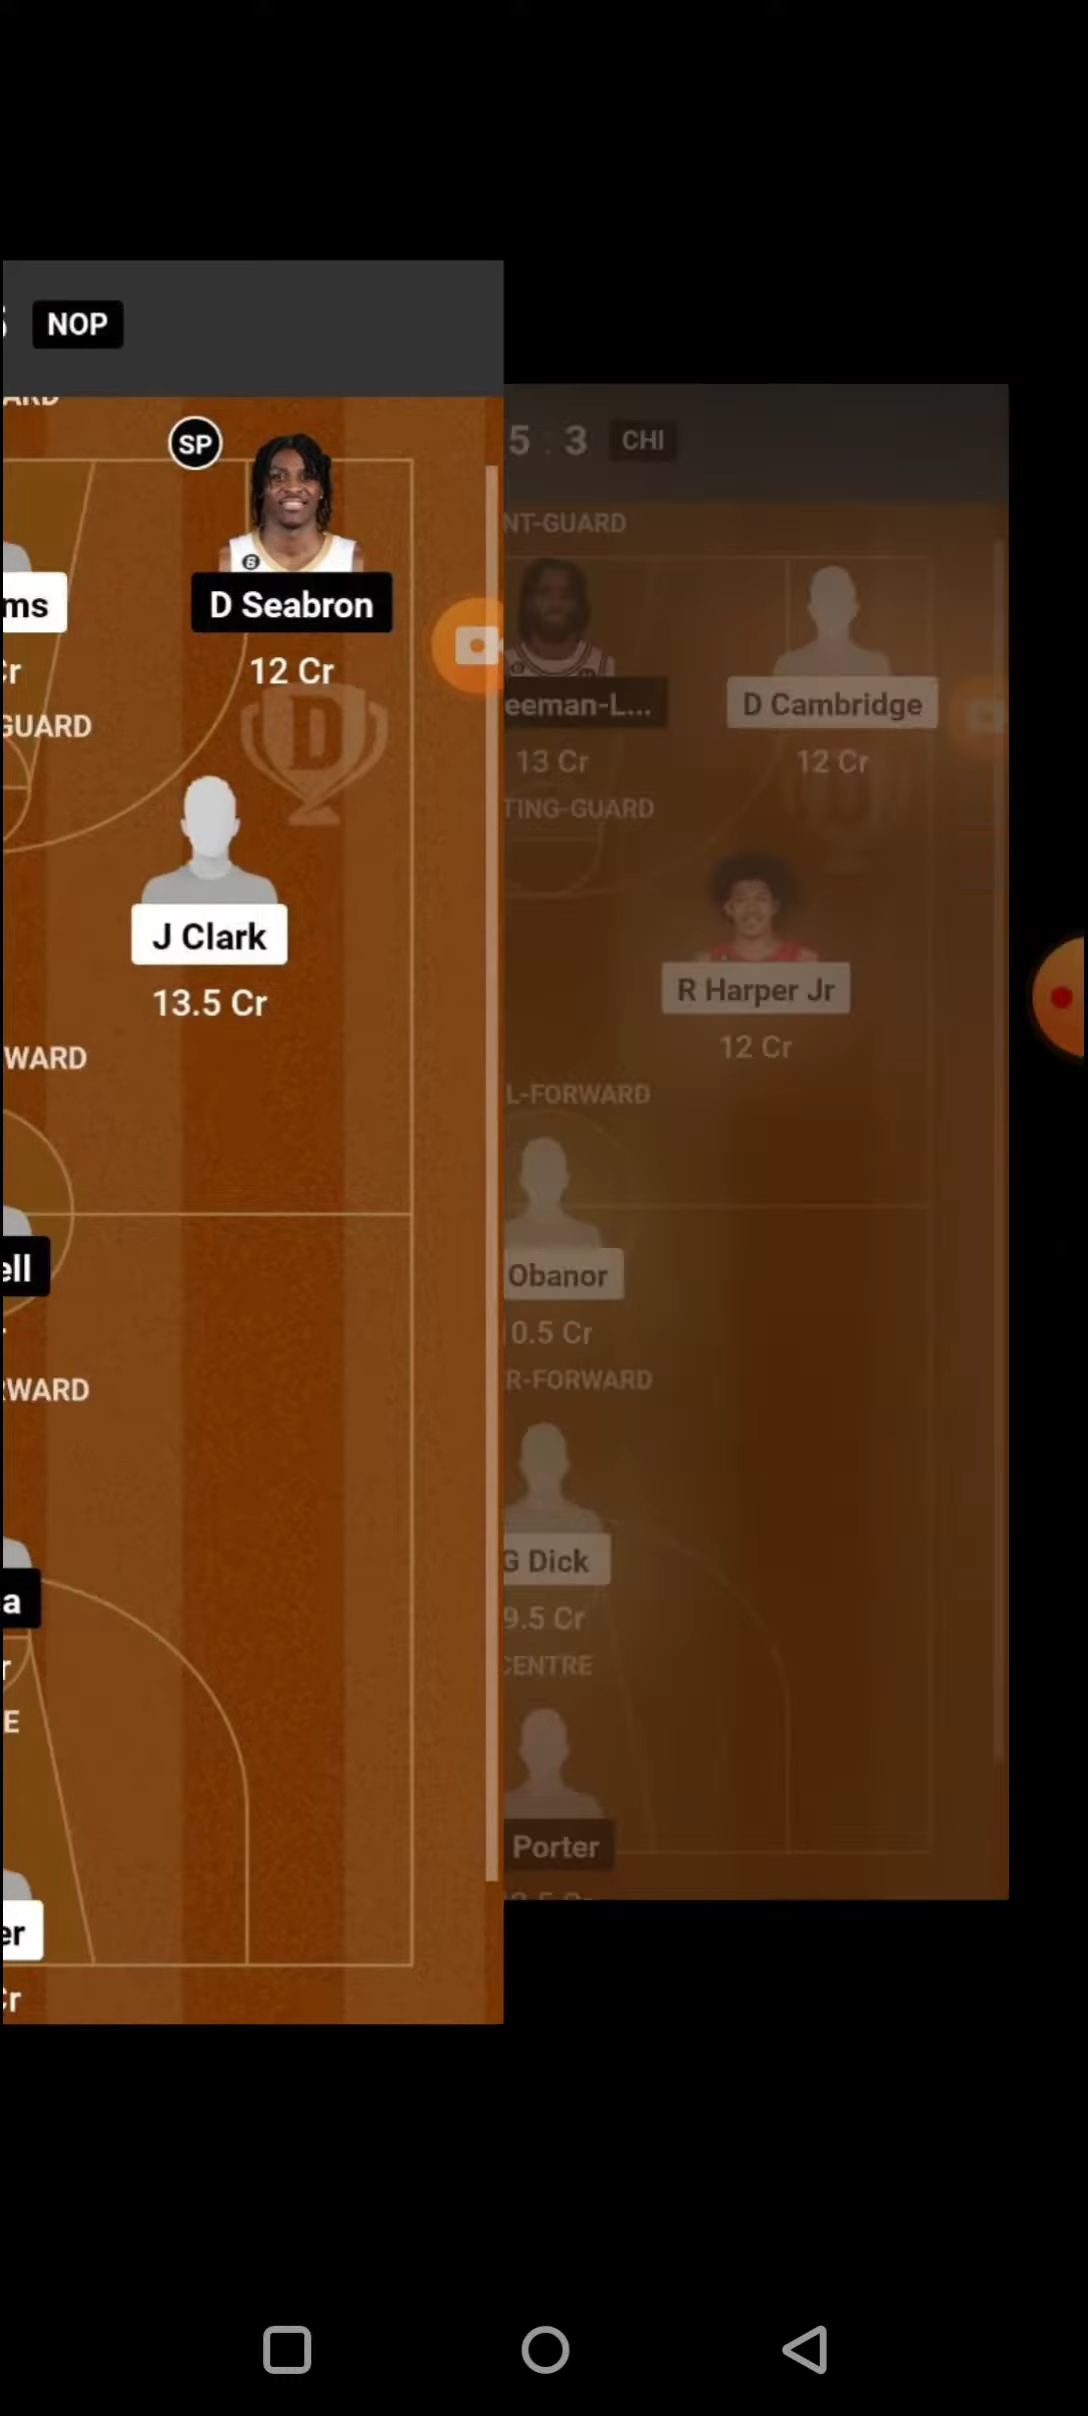 NOP
SP
ms
D Seabron
Cr
12 Cr
GUARD
D
J Clark
13.5 Cr
WARD
ell
WARD
a
r
E
er
Cr
5 : 3 CHI
NT-GUARD
eeman-L...
D Cambridge
13 Cr
12 Cr
TING-GUARD
R Harper Jr
12 Cr
L-FORWARD
Obanor
0.5 Cr
R-FORWARD
G Dick
9.5 Cr
CENTRE
Porter